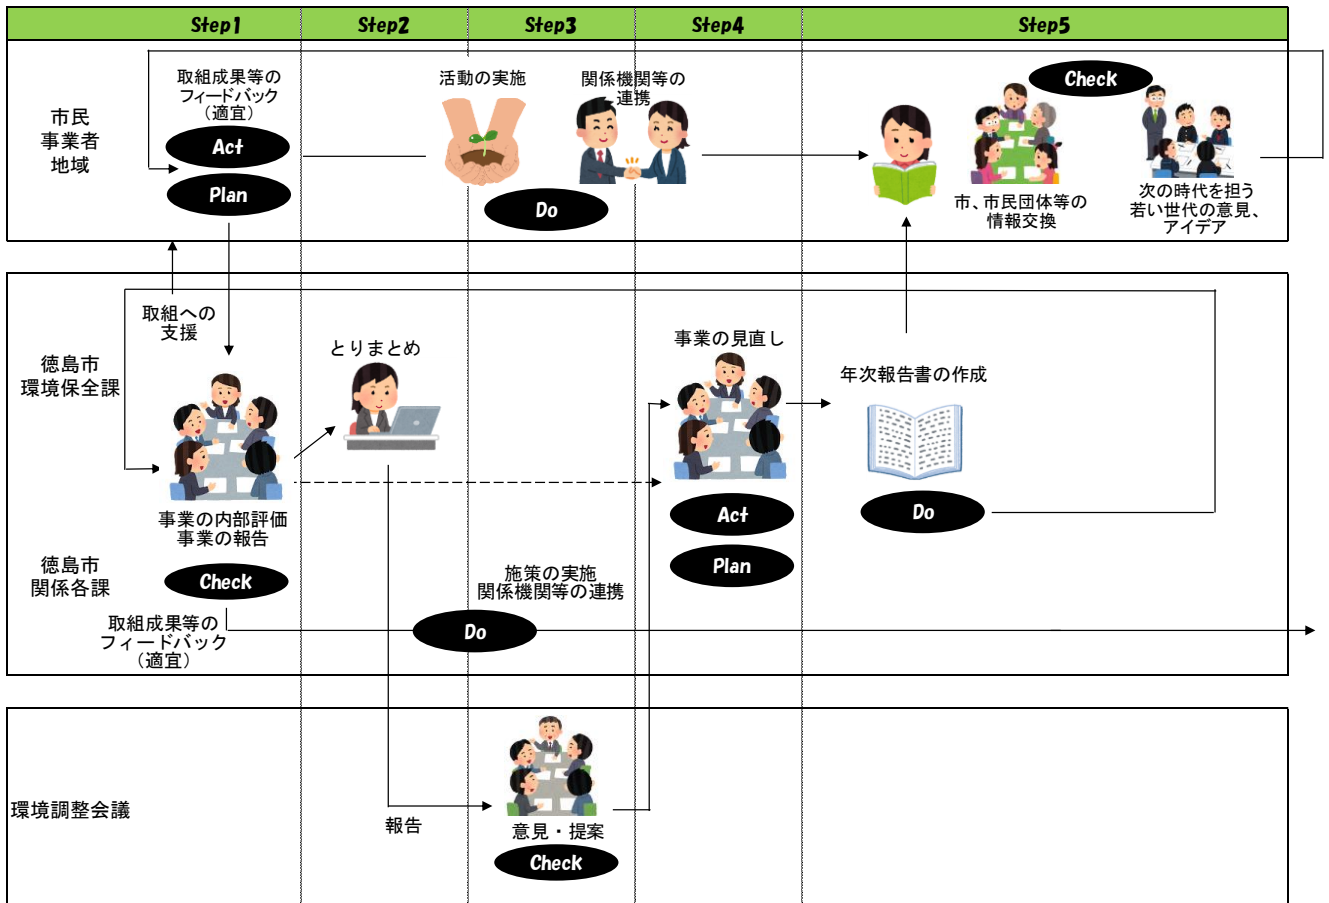 Step1
Step2
Step3
Step4
Step5
市民
事業者
地域
取組成果等の
フィードバック
（適宜）
Act
Plan
活動の実施
関係機関等の
連携
Do
Check
市、市民団体等の
情報交換
次の時代を担う
若い世代の意見、
アイデア
徳島市
環境保全課
取組への
支援
とりまとめ
事業の見直し
年次報告書の作成
事業の内部評価
事業の報告
Act
Do
徳島市
関係各課
Check
施策の実施
関係機関等の連携
Plan
取組成果等の
フィードバック
（適宜）
Do
環境調整会議
報告
意見・提案
Check